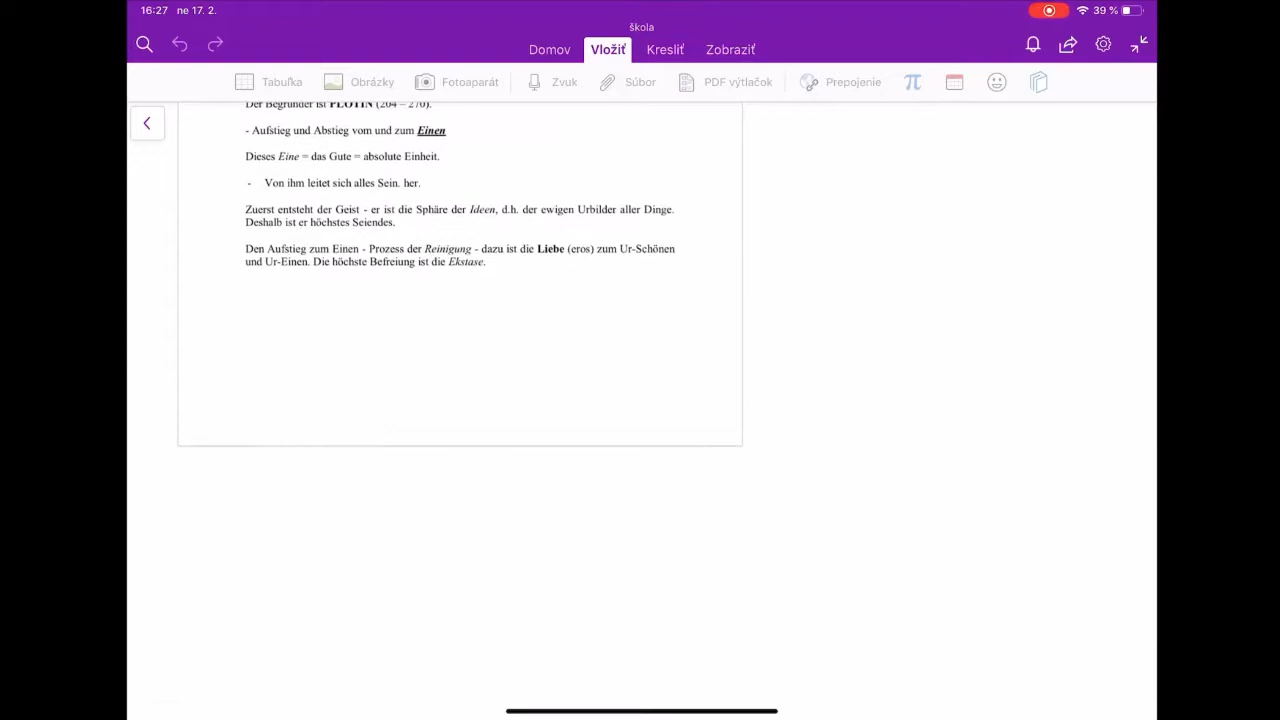 16:27 ne 17. 2. 39 %
škola
Domov Vložiť Kresliť Zobraziť
Tabuľka Obrázky Fotoaparát Zvuk Súbor PDF výtlačok Prepojenie π
Der Begründer ist PLOTIN (204 – 270).
- Aufstieg und Abstieg vom und zum Einen
Dieses Eine = das Gute = absolute Einheit.
- Von ihm leitet sich alles Sein. her.
Zuerst entsteht der Geist - er ist die Sphäre der Ideen, d.h. der ewigen Urbilder aller Dinge.
Deshalb ist er höchstes Seiendes.
Den Aufstieg zum Einen - Prozess der Reinigung - dazu ist die Liebe (eros) zum Ur-Schönen
und Ur-Einen. Die höchste Befreiung ist die Ekstase.